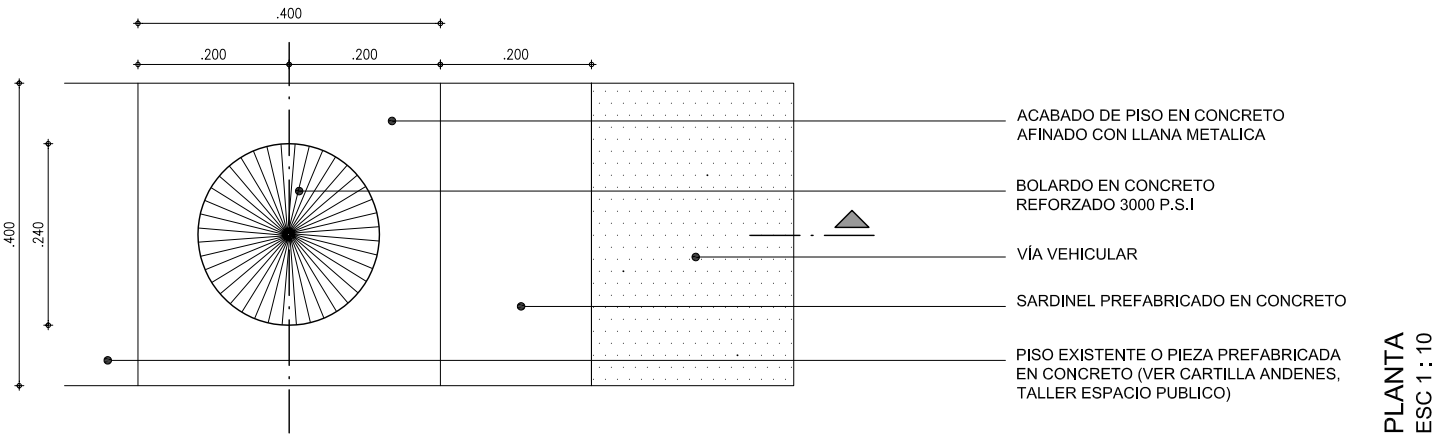 .400
.200
.200
.200
.400
.240
ACABADO DE PISO EN CONCRETO
AFINADO CON LLANA METALICA
BOLARDO EN CONCRETO
REFORZADO 3000 P.S.I
VÍA VEHICULAR
SARDINEL PREFABRICADO EN CONCRETO
PISO EXISTENTE O PIEZA PREFABRICADA
EN CONCRETO (VER CARTILLA ANDENES,
TALLER ESPACIO PUBLICO)
PLANTA
ESC 1 : 10